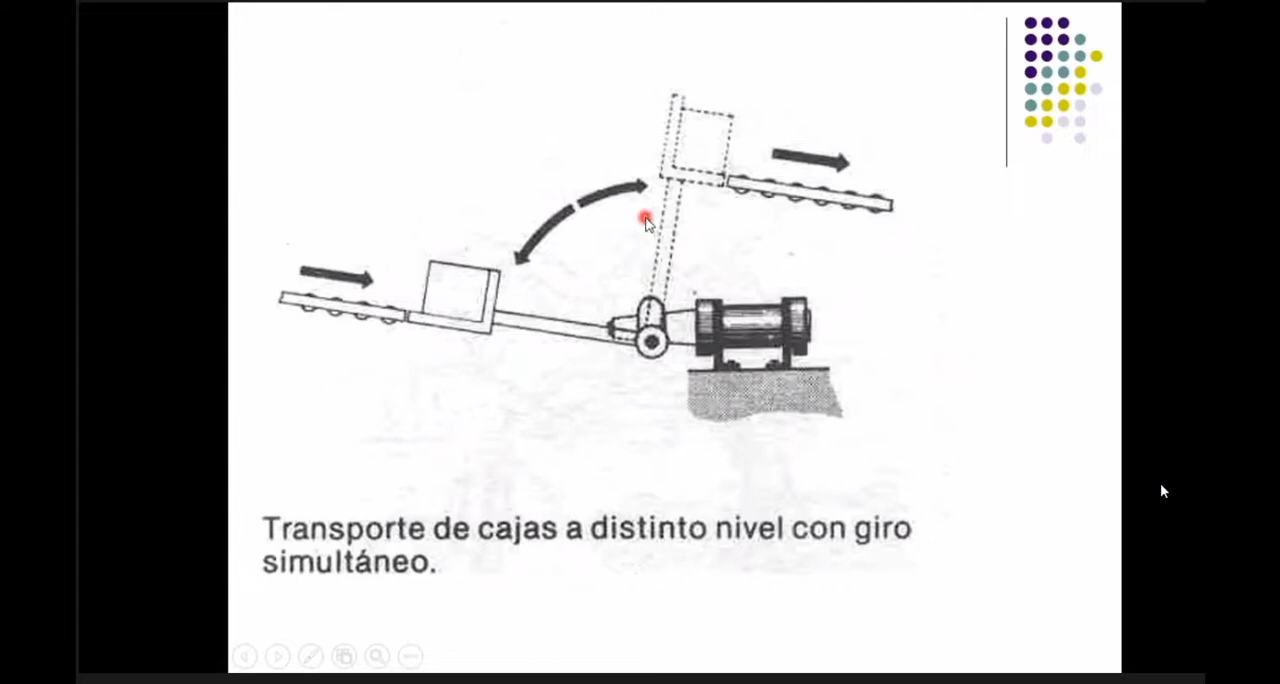 Transporte de cajas a distinto nivel con giro
simultáneo.